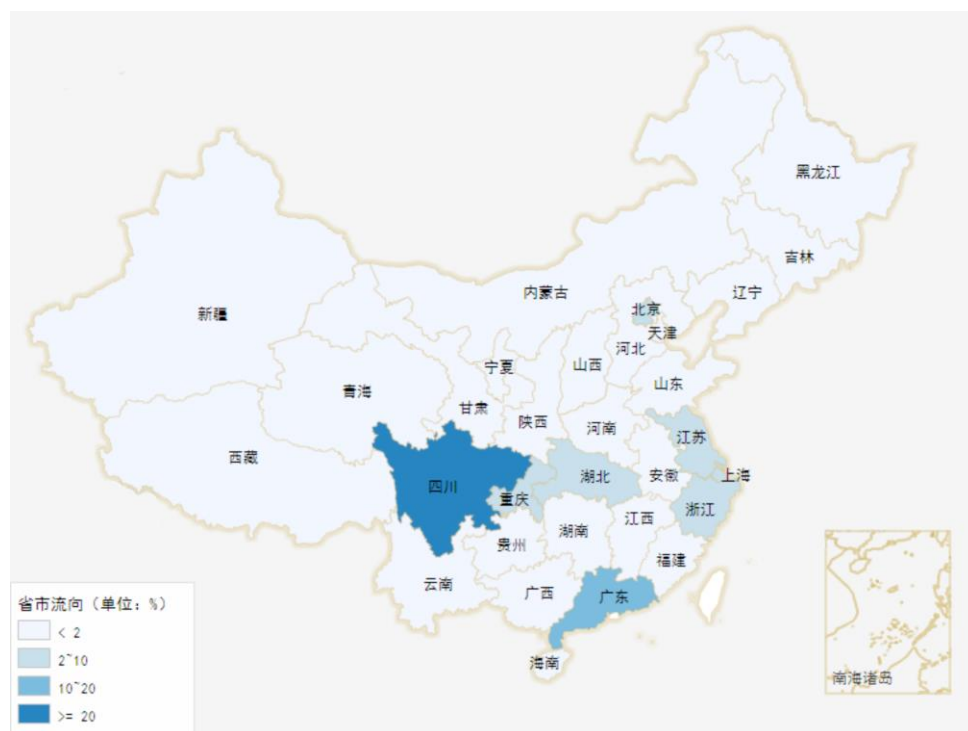 黑龙江
吉林
辽宁
内蒙古
新疆
北京
天津
河北
山西
宁夏
山东
青海
甘肃
陕西
河南
江苏
西藏
四川
重庆
湖北
安徽
上海
浙江
江西
湖南
贵州
福建
云南
广西
广东
海南
南海诸岛
省市流向（单位：%）
< 2
2~10
10~20
>= 20